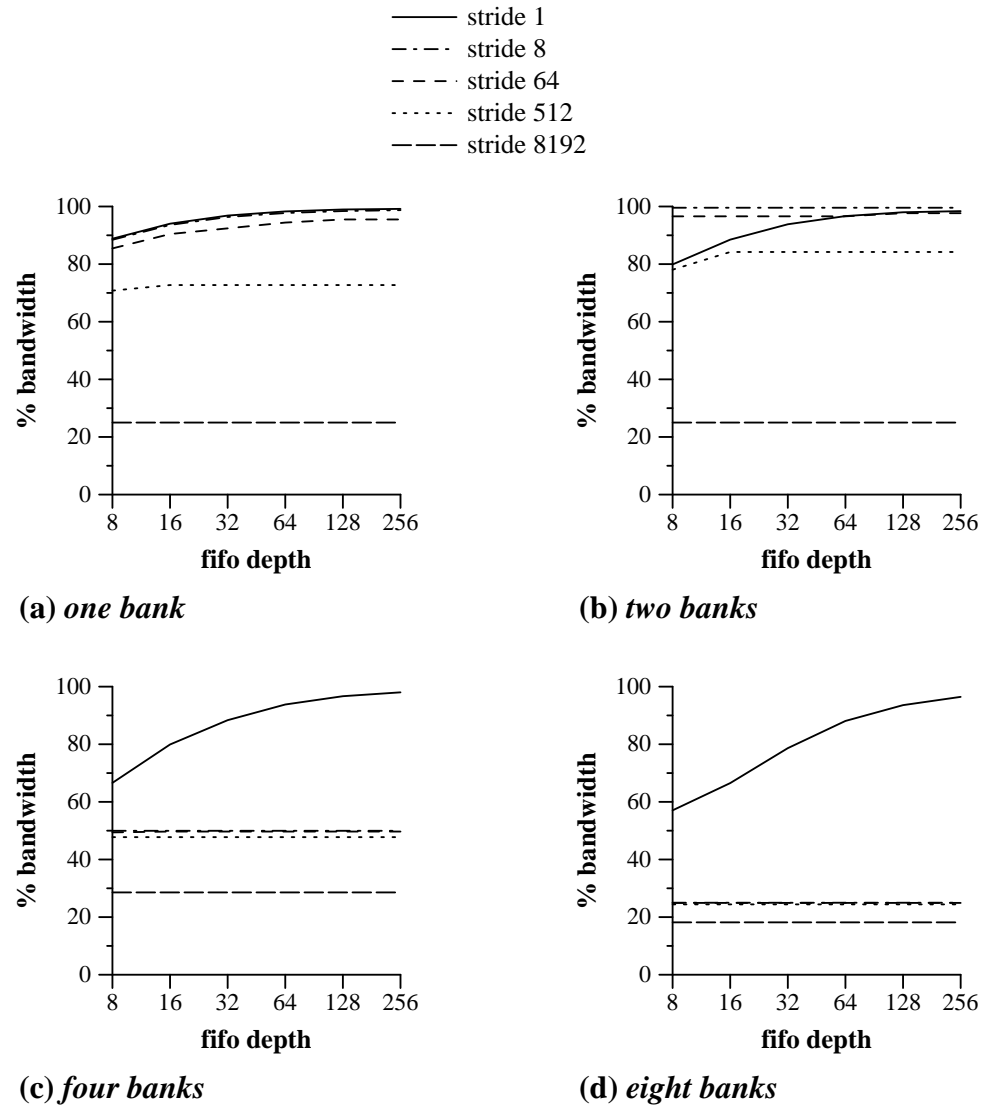 stride 1
stride 8
stride 64
stride 512
stride 8192
100
80
60
40
20
0
% bandwidth
8 16 32 64 128 256
fifo depth
(a) one bank
100
80
60
40
20
0
% bandwidth
8 16 32 64 128 256
fifo depth
(b) two banks
100
80
60
40
20
0
% bandwidth
8 16 32 64 128 256
fifo depth
(c) four banks
100
80
60
40
20
0
% bandwidth
8 16 32 64 128 256
fifo depth
(d) eight banks